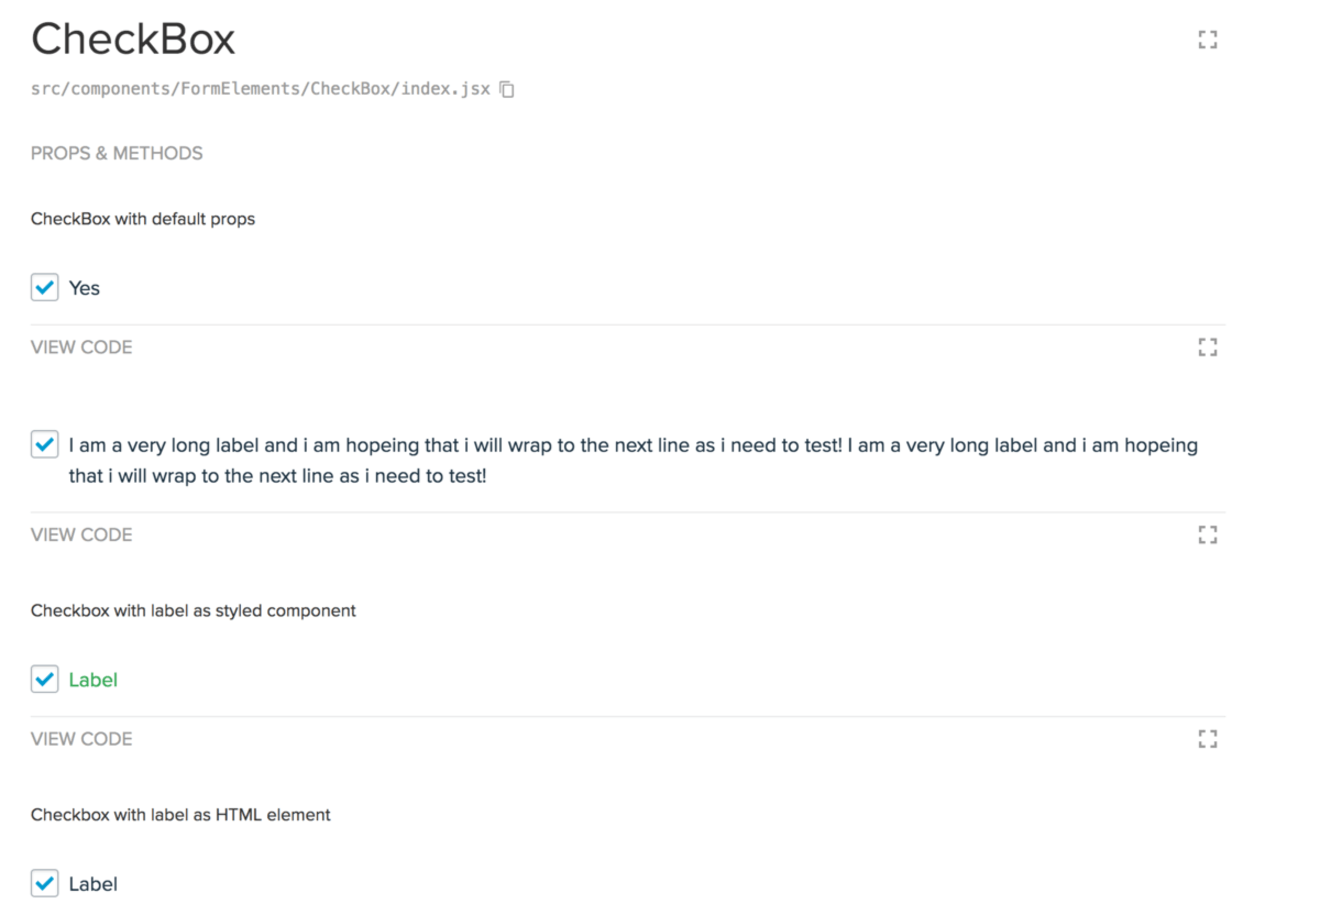 CheckBox
src/components/FormElements/CheckBox/index.jsx
PROPS & METHODS
CheckBox with default props
Yes
VIEW CODE
I am a very long label and i am hopeing that i will wrap to the next line as i need to test! I am a very long label and i am hopeing
that i will wrap to the next line as i need to test!
VIEW CODE
Checkbox with label as styled component
Label
VIEW CODE
Checkbox with label as HTML element
Label